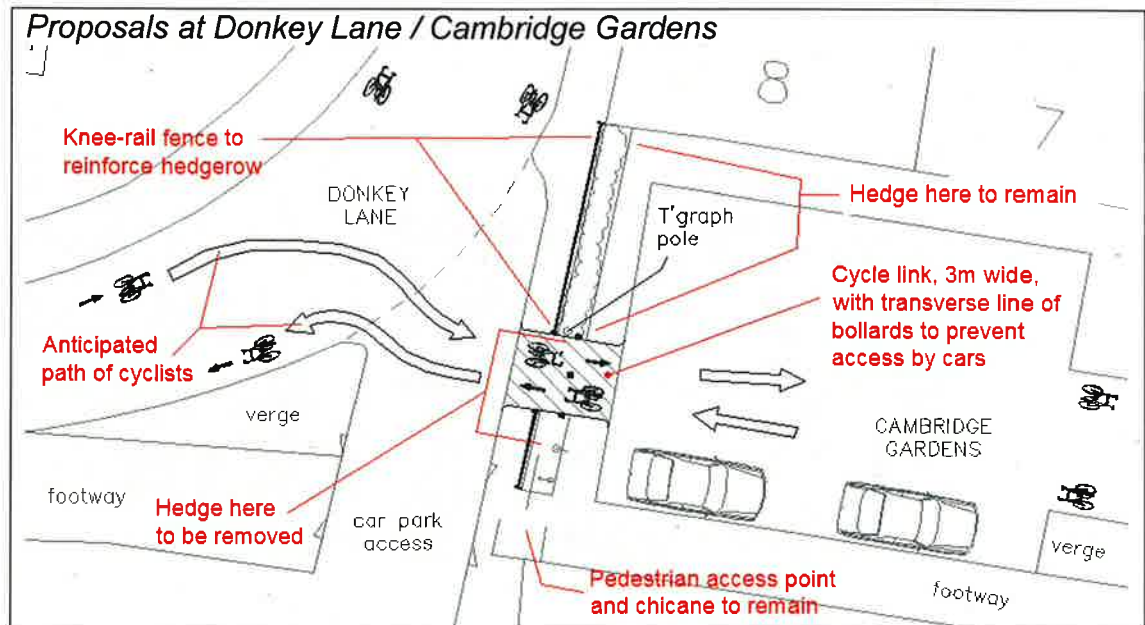 Proposals at Donkey Lane / Cambridge Gardens
8
7
Knee-rail fence to
reinforce hedgerow
DONKEY
LANE
Hedge here to remain
T'graph
pole
Cycle link, 3m wide,
with transverse line of
bollards to prevent
access by cars
Anticipated
path of cyclists
verge
CAMBRIDGE
GARDENS
footway
Hedge here
to be removed
car park
access
verge
Pedestrian access point
and chicane to remain
footway